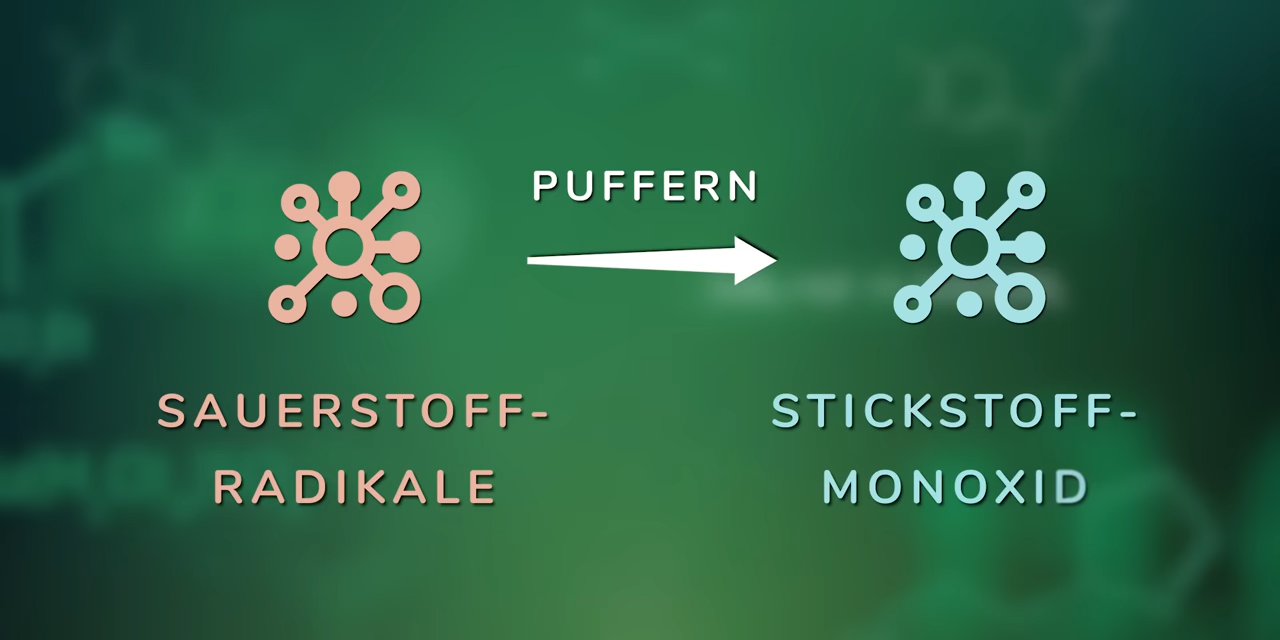 PUFFERN
SAUERSTOFF-
RADIKALE
STICKSTOFF-
MONOXID